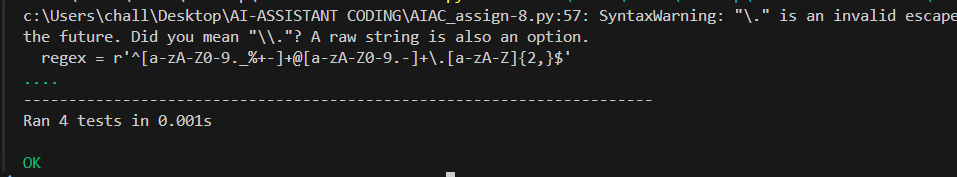 c:\Users\chall\Desktop\AI-ASSISTANT CODING\AIAC_assign-8.py:57: SyntaxWarning: "\." is an invalid escape
the future. Did you mean "\\."? A raw string is also an option.
  regex = r'^[a-zA-Z0-9._%+-]+@[a-zA-Z0-9.-]+\.[a-zA-Z]{2,}$'
....
----------------------------------------------------------------------
Ran 4 tests in 0.001s
OK